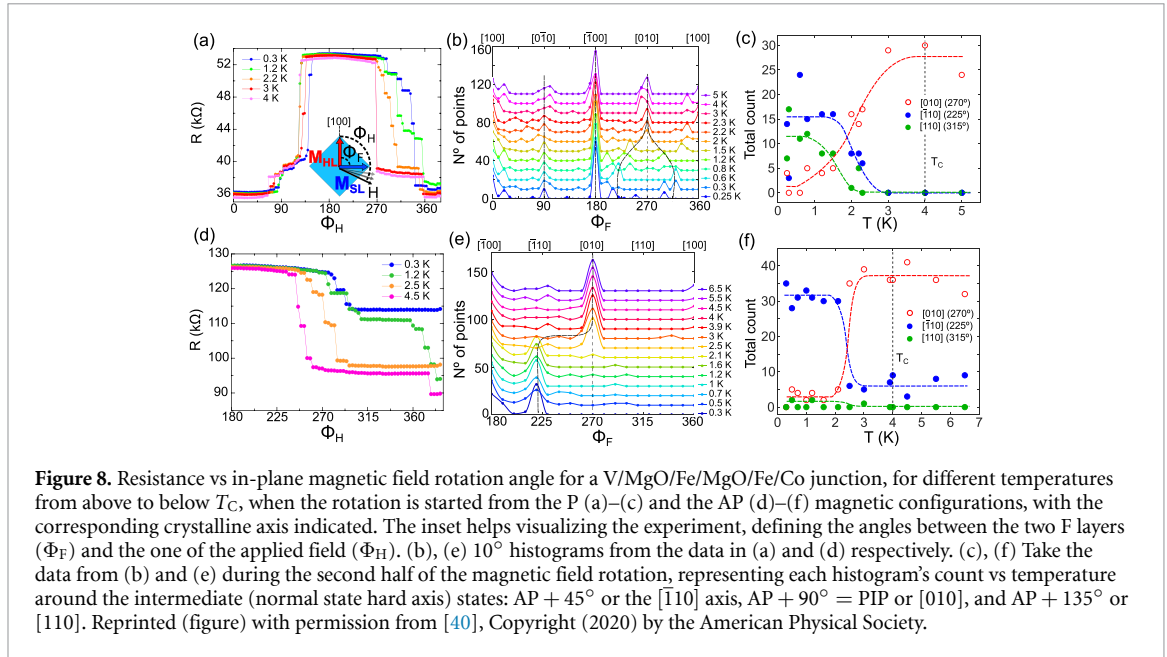 (a)
R (kΩ)
52
48
44
40
36
0.3 K
1.2 K
2.2 K
3 K
4 K
[100]
Φ_H
Φ_F
M_HL
M_SL
H
0 90 180 270 360
Φ_H
(b)
[100] [0̄10] [̄100] [010] [100]
Nº of points
160
120
80
40
0
5 K
4 K
3 K
2.3 K
2.2 K
2 K
1.5 K
1.2 K
0.8 K
0.6 K
0.3 K
0.25 K
0 90 180 270 360
Φ_F
(c)
Total count
30
25
20
15
10
5
0
[010] (270º)
[̄110] (225º)
[110] (315º)
T_C
0 1 2 3 4 5
T (K)
(d)
R (kΩ)
130
120
110
100
90
0.3 K
1.2 K
2.5 K
4.5 K
180 225 270 315 360
Φ_H
(e)
[̄100] [̄110] [010] [110] [100]
Nº of points
150
100
50
0
6.5 K
5.5 K
4.5 K
4 K
3.9 K
3 K
2.5 K
2.1 K
1.6 K
1.2 K
1 K
0.7 K
0.5 K
0.3 K
180 225 270 315 360
Φ_F
(f)
Total count
40
30
20
10
0
[010] (270º)
[̄110] (225º)
[110] (315º)
T_C
0 1 2 3 4 5 6 7
T (K)
Figure 8. Resistance vs in-plane magnetic field rotation angle for a V/MgO/Fe/MgO/Fe/Co junction, for different temperatures
from above to below T_C, when the rotation is started from the P (a)–(c) and the AP (d)–(f) magnetic configurations, with the
corresponding crystalline axis indicated. The inset helps visualizing the experiment, defining the angles between the two F layers
(Φ_F) and the one of the applied field (Φ_H). (b), (e) 10° histograms from the data in (a) and (d) respectively. (c), (f) Take the
data from (b) and (e) during the second half of the magnetic field rotation, representing each histogram's count vs temperature
around the intermediate (normal state hard axis) states: AP + 45° or the [̄110] axis, AP + 90° = PIP or [010], and AP + 135° or
[110]. Reprinted (figure) with permission from [40], Copyright (2020) by the American Physical Society.